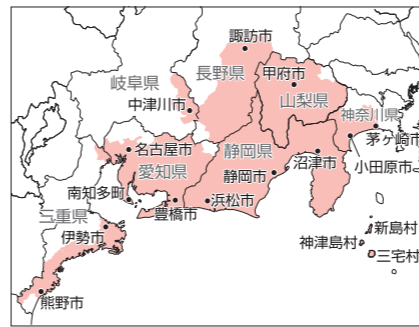 諏訪市
岐阜県
長野県
甲府市
中津川市
山梨県
神奈川県
茅ヶ崎市
名古屋市
静岡県
愛知県
沼津市
小田原市
静岡市
南知多町
三重県
豊橋市
浜松市
新島村
伊勢市
神津島村
三宅村
熊野市